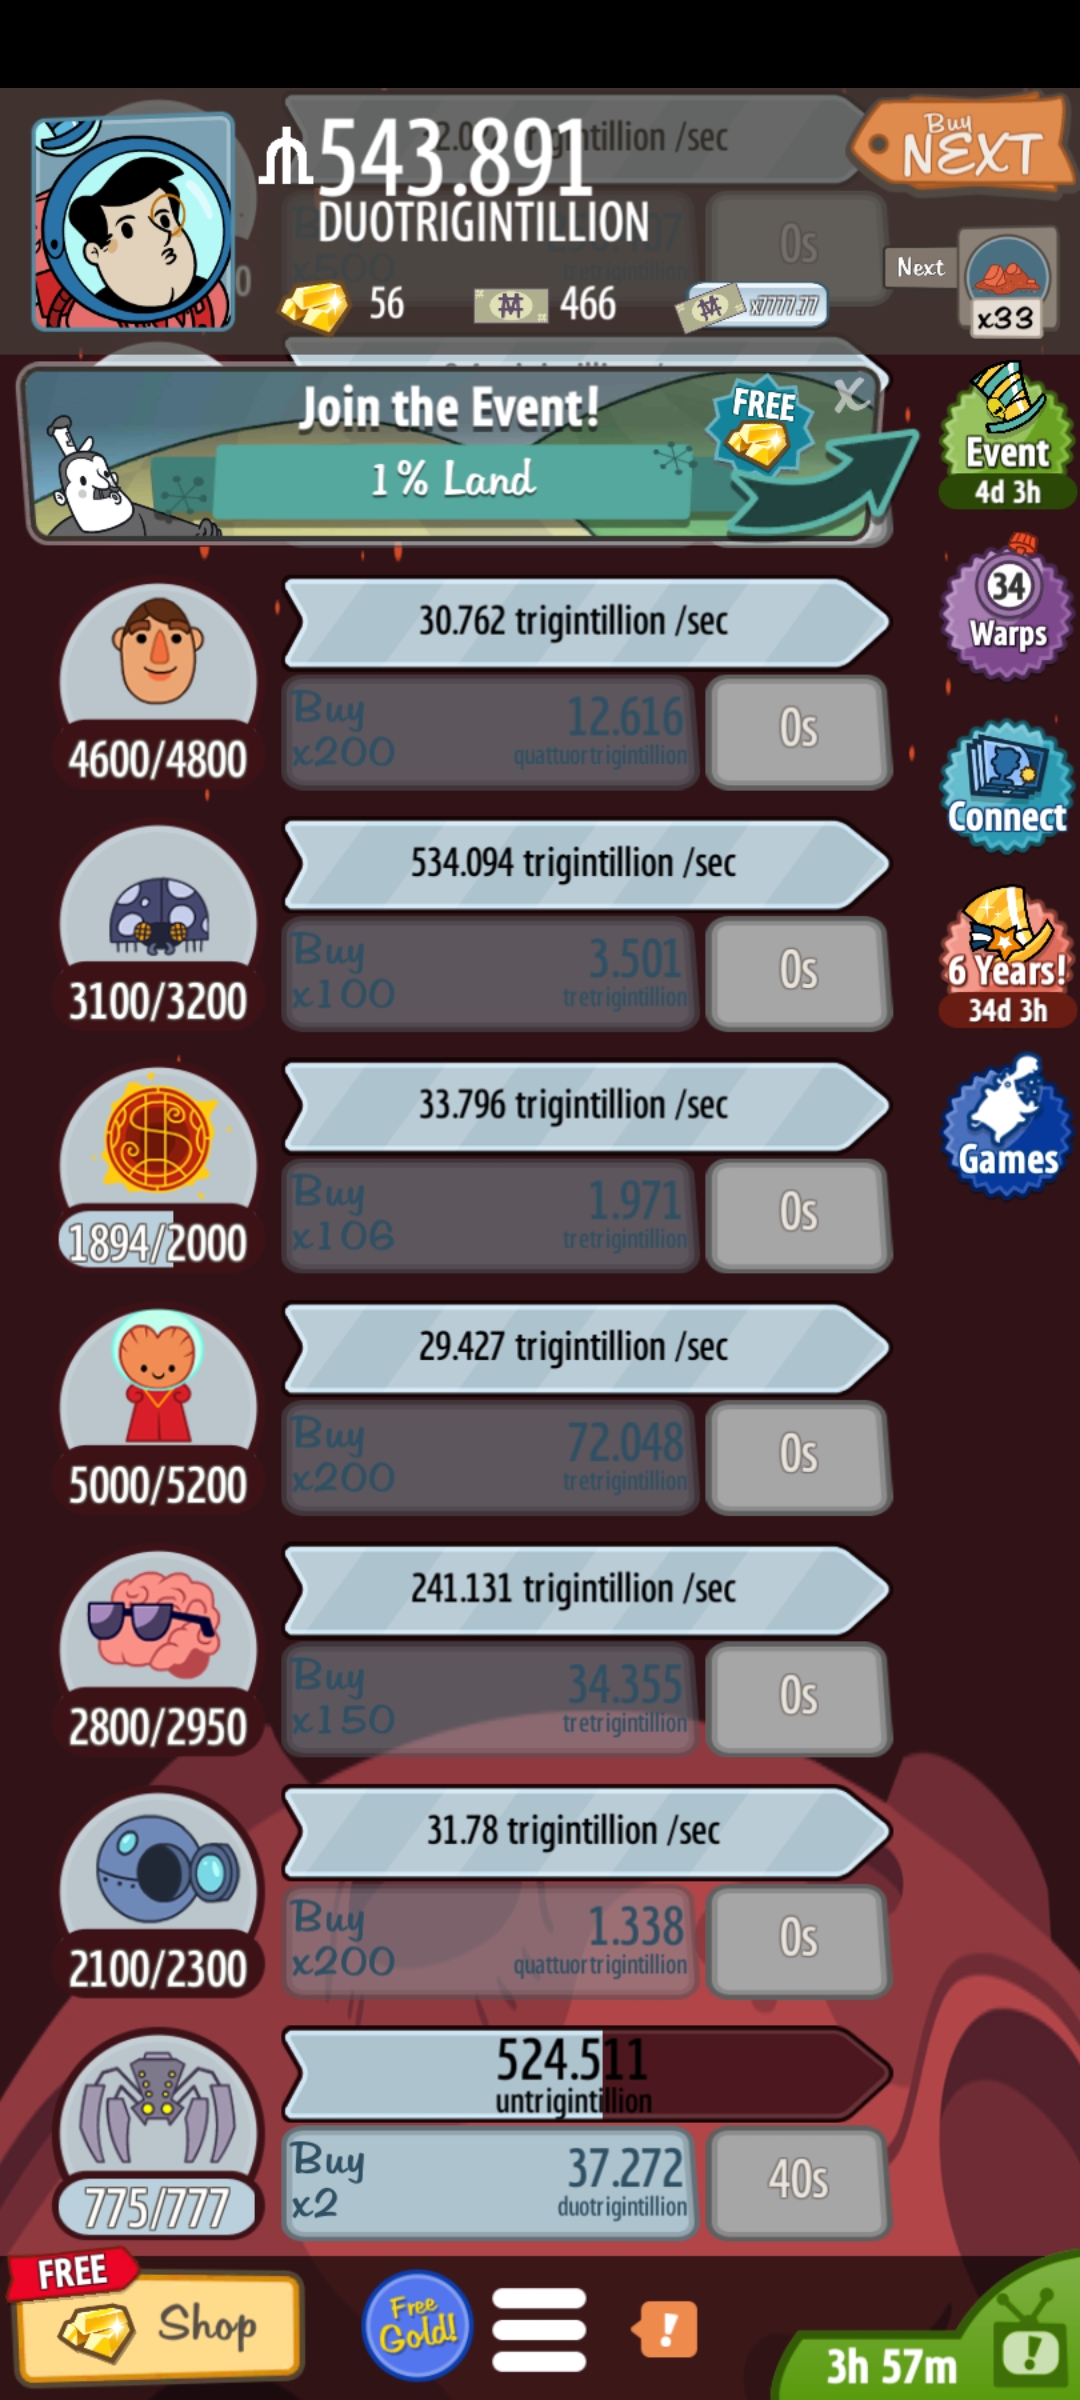 543.891
DUOTRIGINTILLION
Buy
NEXT
0s
56
466
x7777.77
Next
x33
Join the Event!
1% Land
FREE
X
Event
4d 3h
30.762 trigintillion /sec
Buy
x200
12.616
quattuortrigintillion
0s
4600/4800
34
Warps
534.094 trigintillion /sec
Buy
x100
3.501
tretrigintillion
0s
3100/3200
Connect
6 Years!
34d 3h
33.796 trigintillion /sec
Buy
x106
1.971
tretrigintillion
0s
1894/2000
Games
29.427 trigintillion /sec
Buy
x200
72.048
tretrigintillion
0s
5000/5200
241.131 trigintillion /sec
Buy
x150
34.355
tretrigintillion
0s
2800/2950
31.78 trigintillion /sec
Buy
x200
1.338
quattuortrigintillion
0s
2100/2300
524.511
untrigintillion
Buy
x2
37.272
duotrigintillion
40s
775/777
FREE
Shop
Free
Gold!
!
3h 57m
!